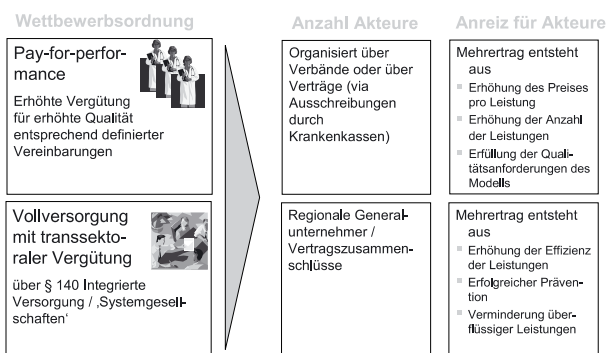 Wettbewerbsordnung
Anzahl Akteure
Anreiz für Akteure
Pay-for-perfor-
mance
Erhöhte Vergütung
für erhöhte Qualität
entsprechend definierter
Vereinbarungen
Organisiert über
Verbände oder über
Verträge (via
Ausschreibungen
durch
Krankenkassen)
Mehrertrag entsteht
aus
Erhöhung des Preises
pro Leistung
Erhöhung der Anzahl
der Leistungen
Erfüllung der Quali-
tätsanforderungen des
Modells
Vollversorgung
mit transsekto-
raler Vergütung
über § 140 Integrierte
Versorgung / ‚Systemgesell-
schaften‘
Regionale General-
unternehmer /
Vertragszusammen-
schlüsse
Mehrertrag entsteht
aus
Erhöhung der Effizienz
der Leistungen
Erfolgreicher Präven-
tion
Verminderung über-
flüssiger Leistungen